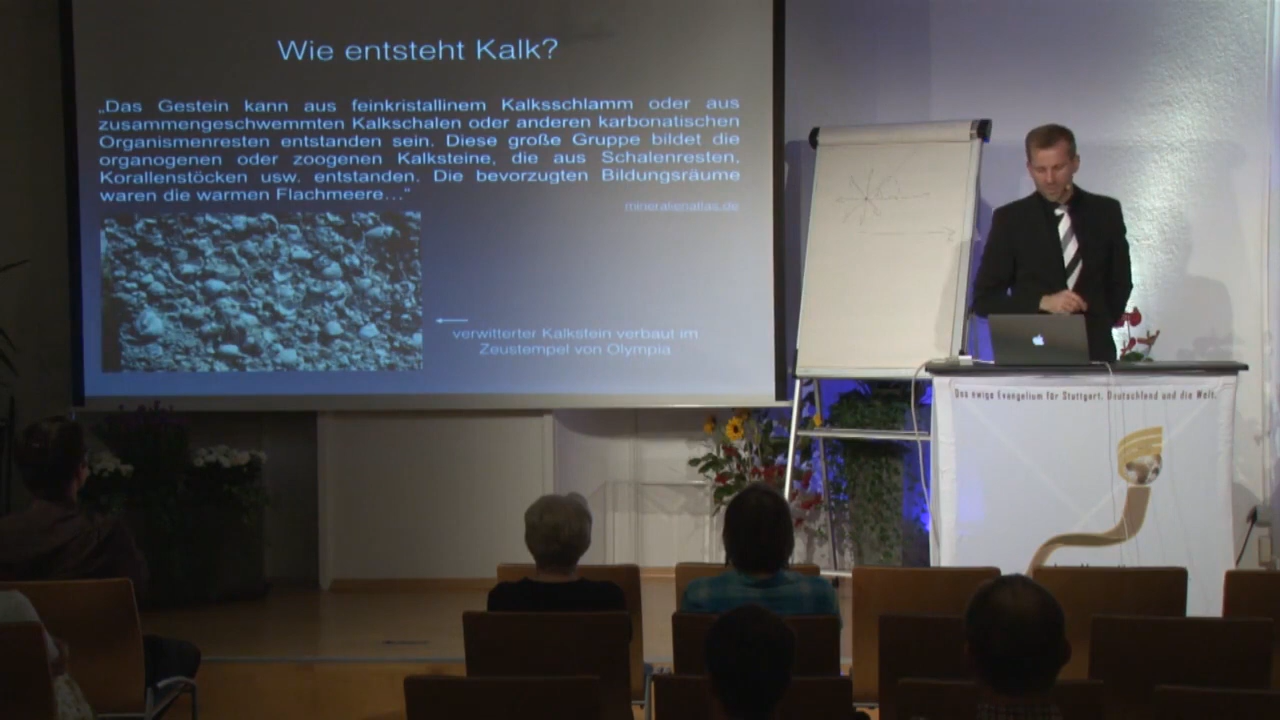 Wie entsteht Kalk?
„Das Gestein kann aus feinkristallinem Kalksschlamm oder aus
zusammengeschwemmten Kalkschalen oder anderen karbonatischen
Organismenresten entstanden sein. Diese große Gruppe bildet die
organogenen oder zoogenen Kalksteine, die aus Schalenresten,
Korallenstöcken usw. entstanden. Die bevorzugten Bildungsräume
waren die warmen Flachmeere…“
mineralienatlas.de
verwitterter Kalkstein verbaut im
Zeustempel von Olympia
Das ewige Evangelium für Stuttgart, Deutschland und die Welt.